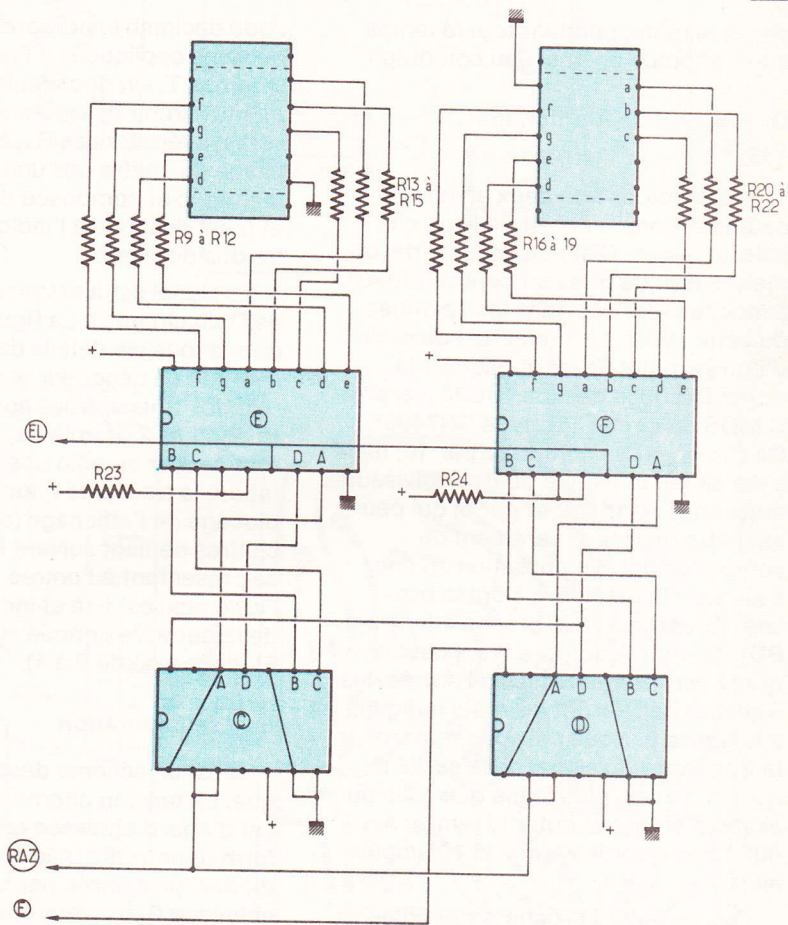 f
g
e
d
a
f
b
g
c
e
d
R13 à
R15
R20 à
R22
R9 à R12
R16 à 19
+
+
f g a b c d e
f g a b c d e
E
F
EL
B C D A
B C D A
R23
R24
+
+
A D B C
A D B C
C
D
+
+
RAZ
E